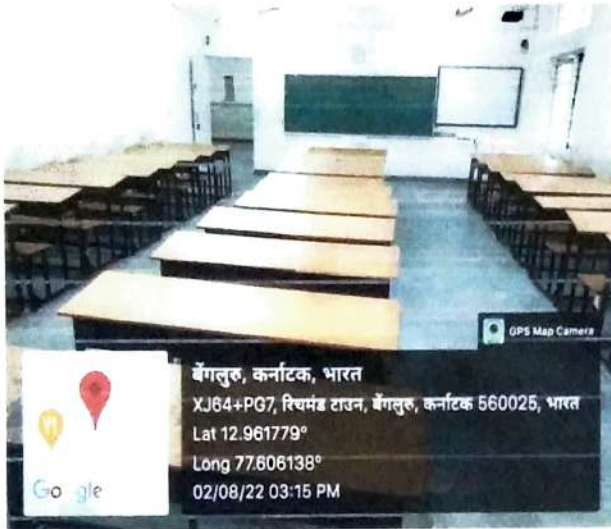 GPS Map Camera
बेंगलुरु, कर्नाटक, भारत
XJ64+PG7, रिचमंड टाउन, बेंगलुरु, कर्नाटक 560025, भारत
Lat 12.961779°
Long 77.606138°
02/08/22 03:15 PM
Google